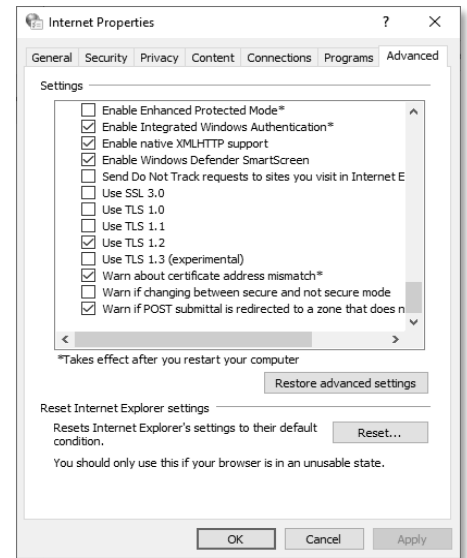 Internet Properties
General Security Privacy Content Connections Programs Advanced
Settings
Enable Enhanced Protected Mode*
Enable Integrated Windows Authentication*
Enable native XMLHTTP support
Enable Windows Defender SmartScreen
Send Do Not Track requests to sites you visit in Internet E
Use SSL 3.0
Use TLS 1.0
Use TLS 1.1
Use TLS 1.2
Use TLS 1.3 (experimental)
Warn about certificate address mismatch*
Warn if changing between secure and not secure mode
Warn if POST submittal is redirected to a zone that does n
*Takes effect after you restart your computer
Restore advanced settings
Reset Internet Explorer settings
Resets Internet Explorer's settings to their default
condition.
Reset...
You should only use this if your browser is in an unusable state.
OK Cancel Apply